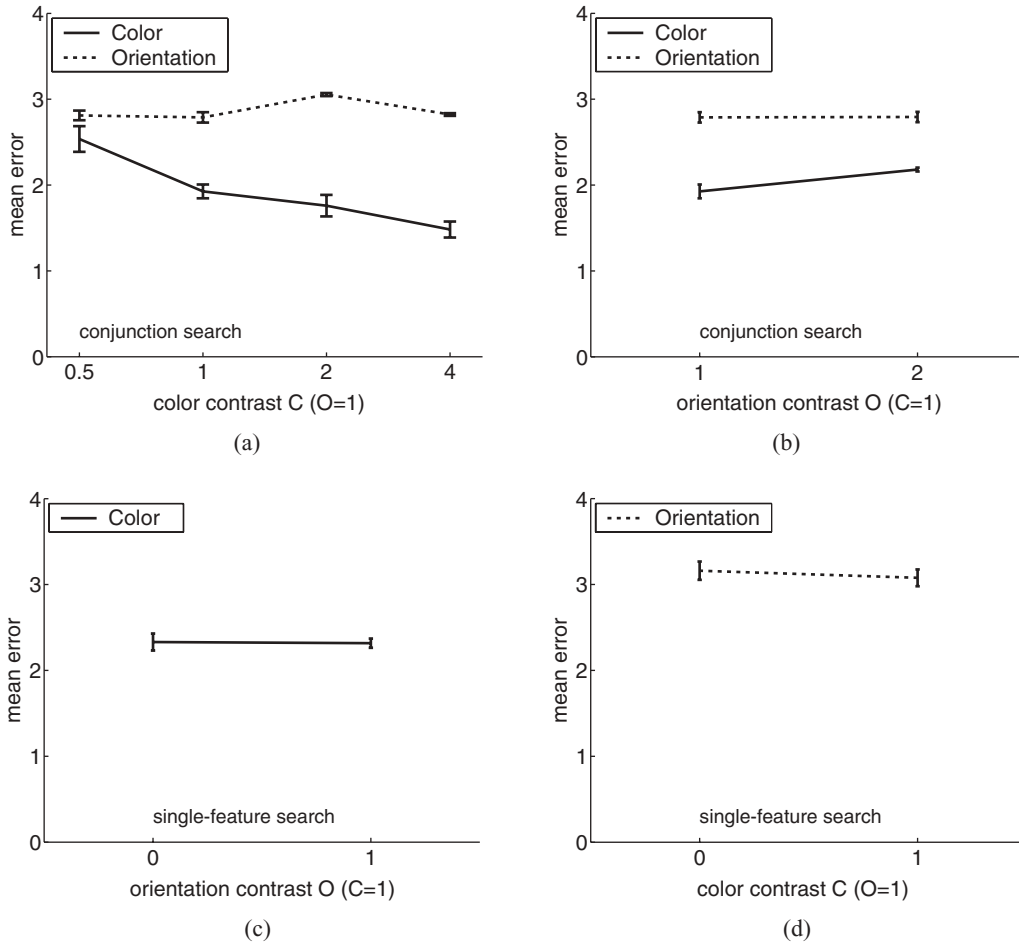 4
3
2
1
0
mean error
Color
Orientation
conjunction search
0.5 1 2 4
color contrast C (O=1)
(a)
4
3
2
1
0
mean error
Color
Orientation
conjunction search
1 2
orientation contrast O (C=1)
(b)
4
3
2
1
0
mean error
Color
single-feature search
0 1
orientation contrast O (C=1)
(c)
4
3
2
1
0
mean error
Orientation
single-feature search
0 1
color contrast C (O=1)
(d)